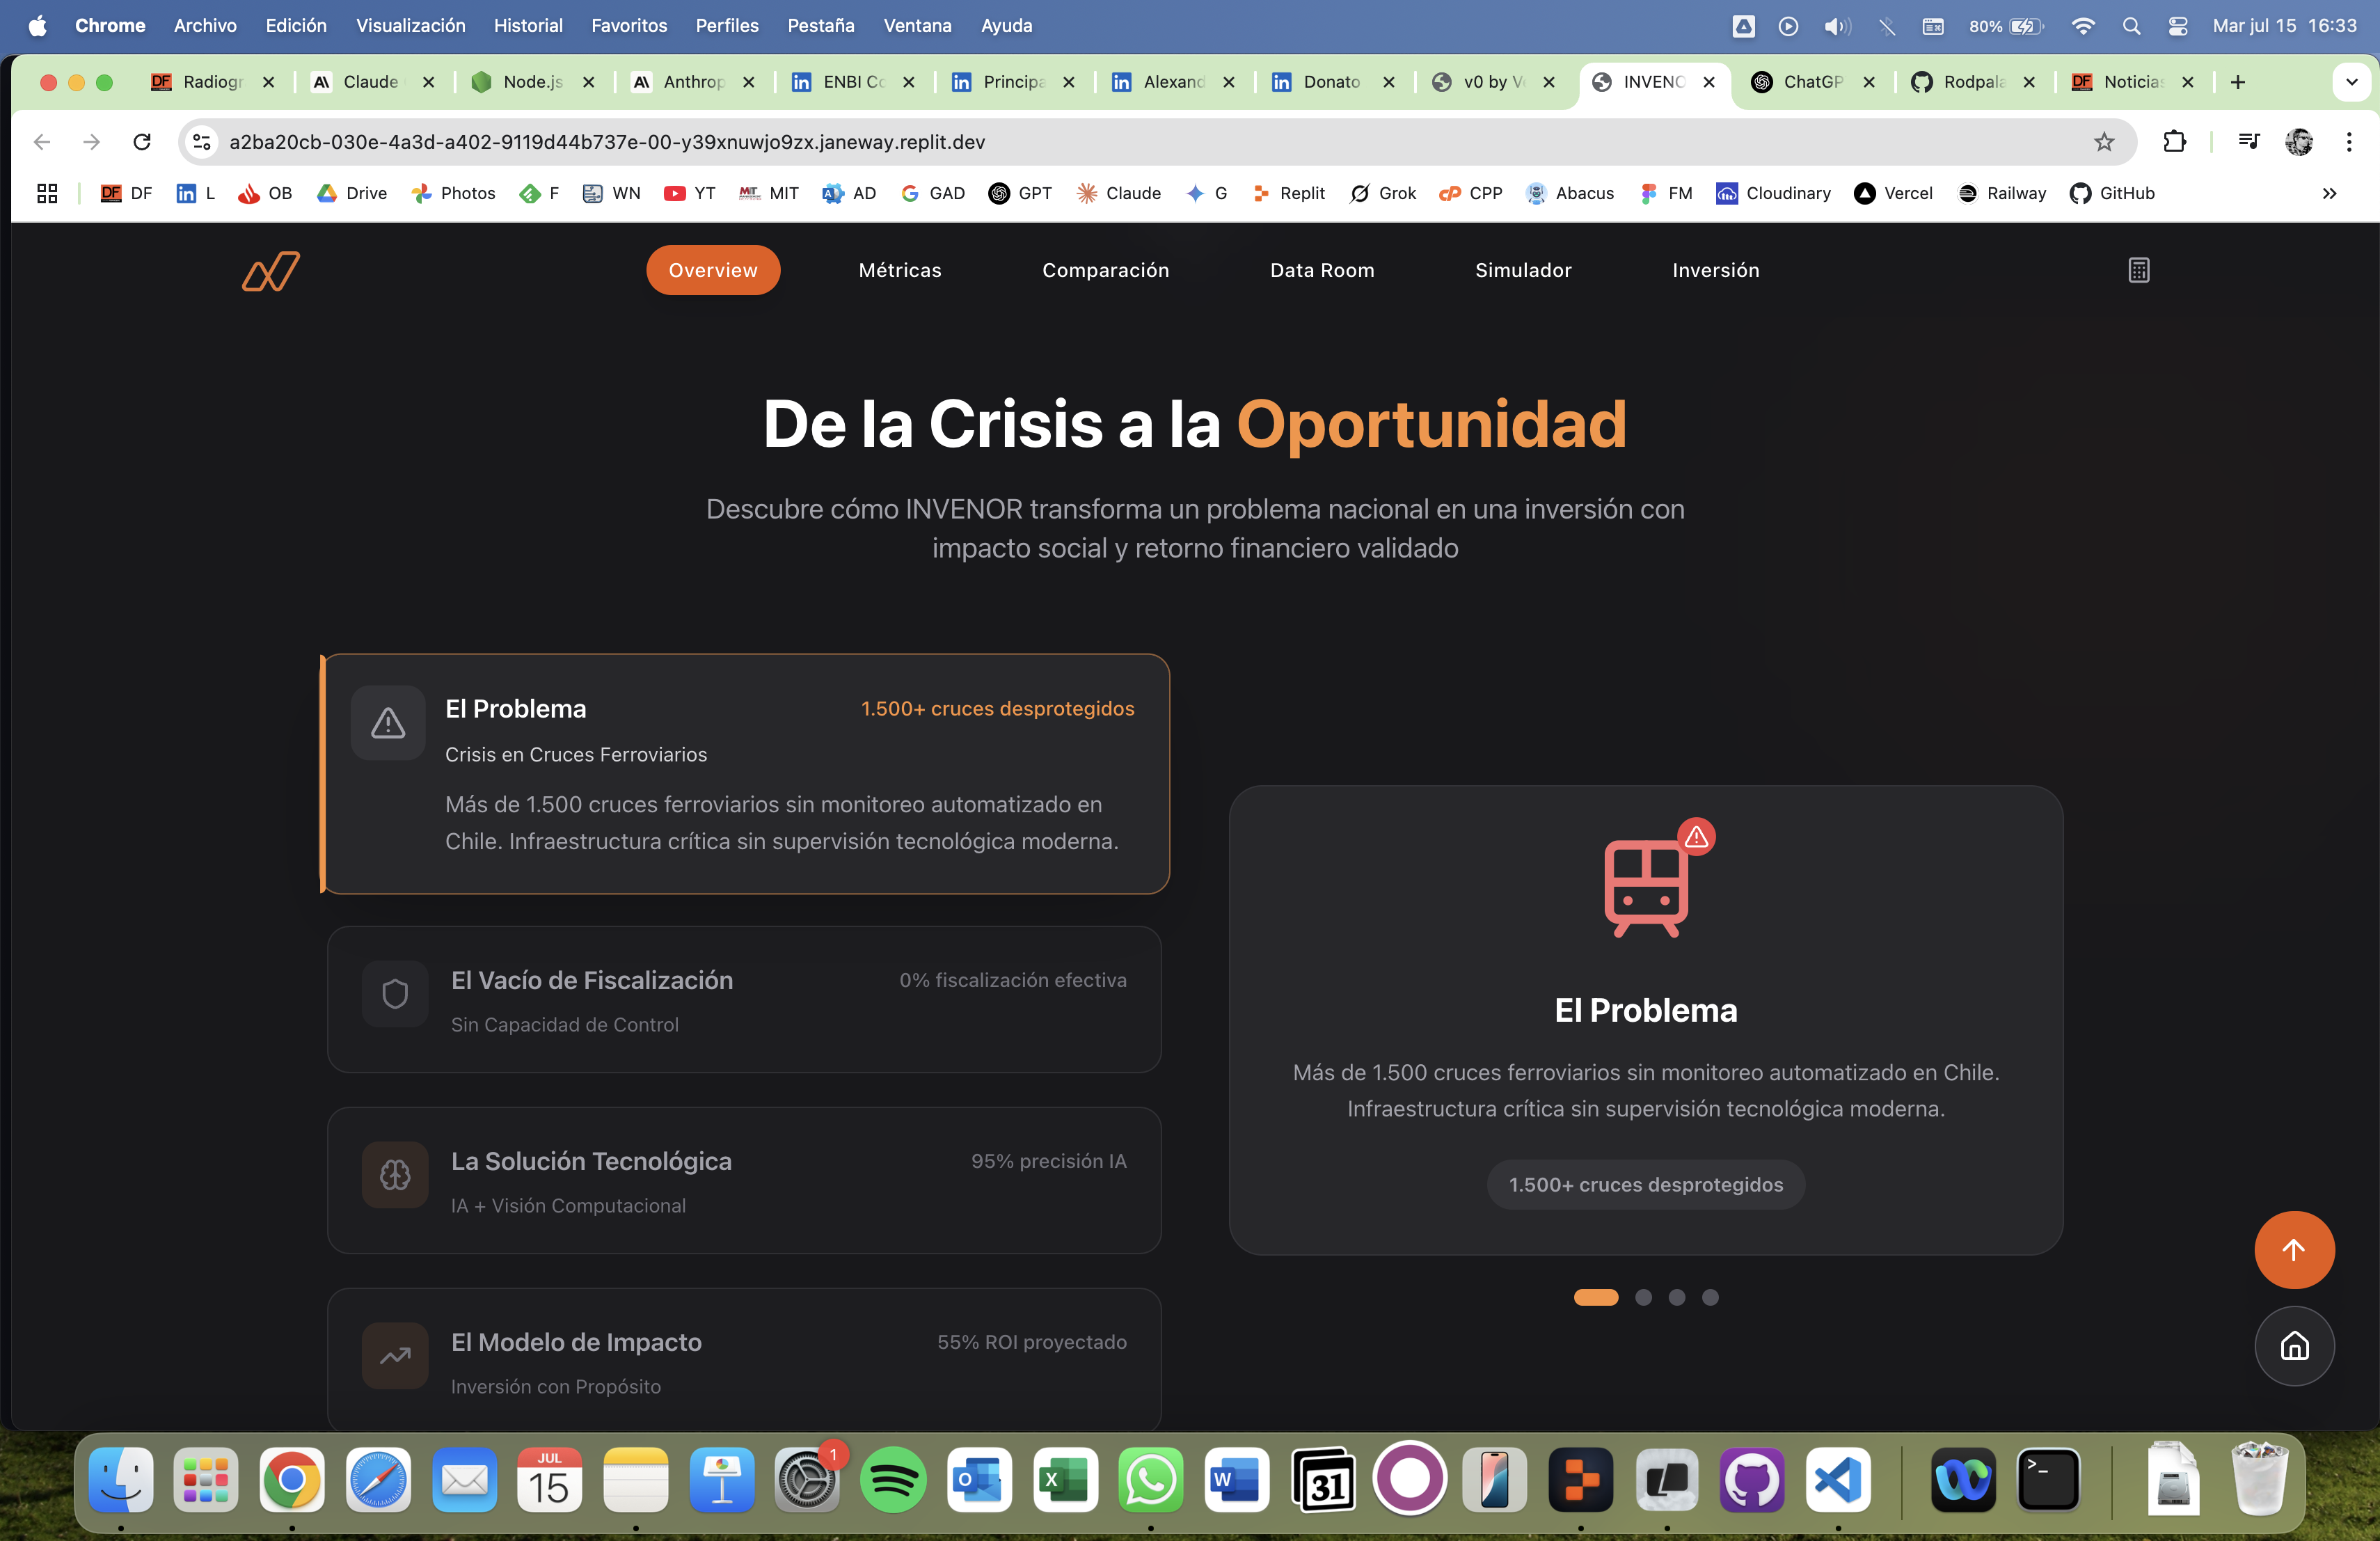 Chrome Archivo Edición Visualización Historial Favoritos Perfiles Pestaña Ventana Ayuda 80% Mar jul 15 16:33
DF Radiogr Claude Node.js Anthrop ENBI Co Principa Alexand Donato v0 by V INVENO ChatGP Rodpala DF Noticias
a2ba20cb-030e-4a3d-a402-9119d44b737e-00-y39xnuwjo9zx.janeway.replit.dev
DF DF L OB Drive Photos F WN YT MIT MIT AD GAD GPT Claude G Replit Grok CPP Abacus FM Cloudinary Vercel Railway GitHub
Overview Métricas Comparación Data Room Simulador Inversión
De la Crisis a la Oportunidad
Descubre cómo INVENOR transforma un problema nacional en una inversión con
impacto social y retorno financiero validado
El Problema 1.500+ cruces desprotegidos
Crisis en Cruces Ferroviarios
Más de 1.500 cruces ferroviarios sin monitoreo automatizado en
Chile. Infraestructura crítica sin supervisión tecnológica moderna.
El Vacío de Fiscalización 0% fiscalización efectiva
Sin Capacidad de Control
La Solución Tecnológica 95% precisión IA
IA + Visión Computacional
El Modelo de Impacto 55% ROI proyectado
Inversión con Propósito
El Problema
Más de 1.500 cruces ferroviarios sin monitoreo automatizado en Chile.
Infraestructura crítica sin supervisión tecnológica moderna.
1.500+ cruces desprotegidos
JUL
15
1
31